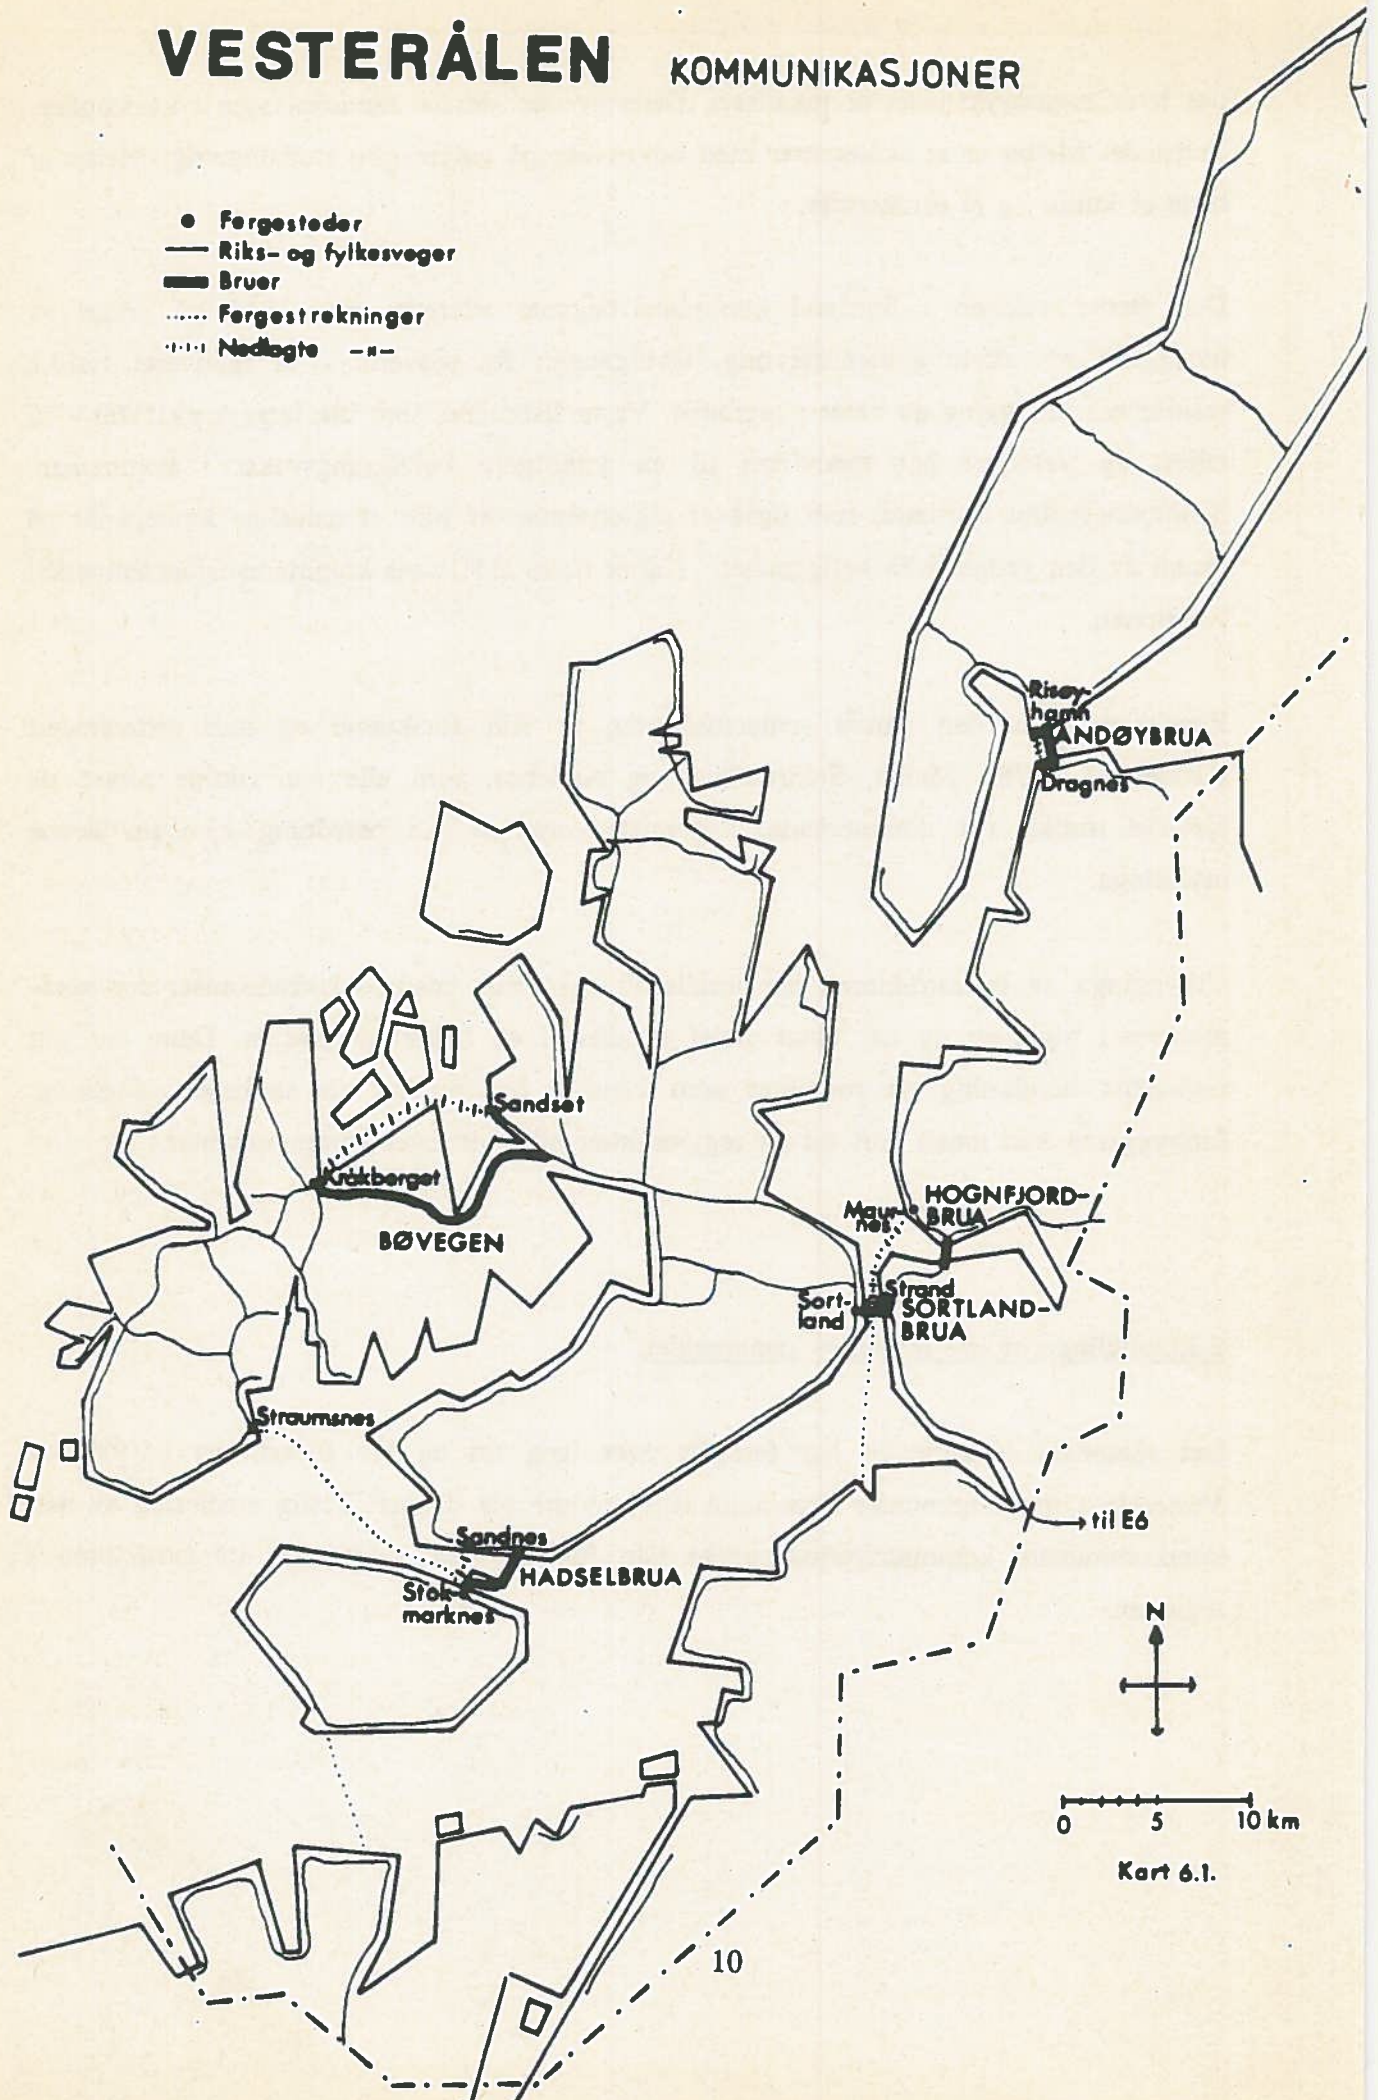 VESTERÅLEN KOMMUNIKASJONER
Fergesteder
Riks- og fylkesveger
Bruer
Fergestrekninger
Nedlagte -"-
Risøy-
hamn
ANDØYBRUA
Dragnes
Sandset
Kråkberget
BØVEGEN
Maur-
nes
HOGNFJORD-
BRUA
Sort-
land
Strand
SORTLAND-
BRUA
Straumsnes
til E6
Sandnes
HADSELBRUA
Stok-
marknes
N
0 5 10 km
Kart 6.1.
10